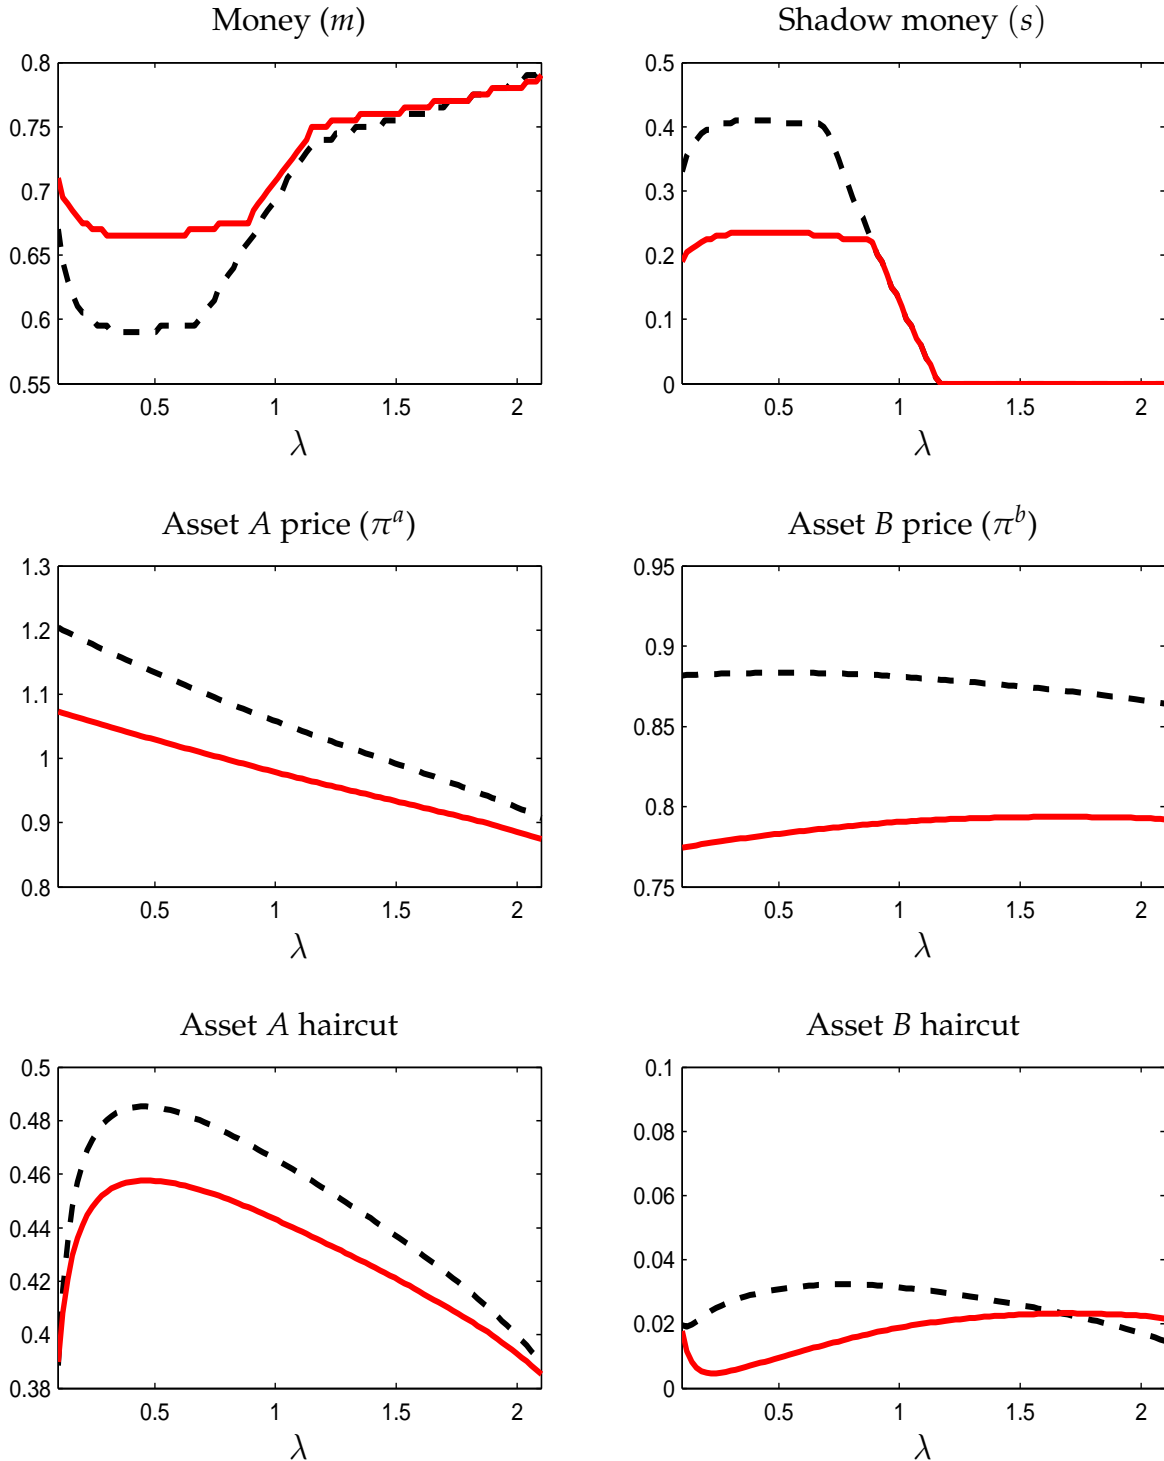 Money (m)
0.8
0.75
0.7
0.65
0.6
0.55
0.5 1 1.5 2
λ
Shadow money (s)
0.5
0.4
0.3
0.2
0.1
0
0.5 1 1.5 2
λ
Asset A price (πᵃ)
1.3
1.2
1.1
1
0.9
0.8
0.5 1 1.5 2
λ
Asset B price (πᵇ)
0.95
0.9
0.85
0.8
0.75
0.5 1 1.5 2
λ
Asset A haircut
0.5
0.48
0.46
0.44
0.42
0.4
0.38
0.5 1 1.5 2
λ
Asset B haircut
0.1
0.08
0.06
0.04
0.02
0
0.5 1 1.5 2
λ